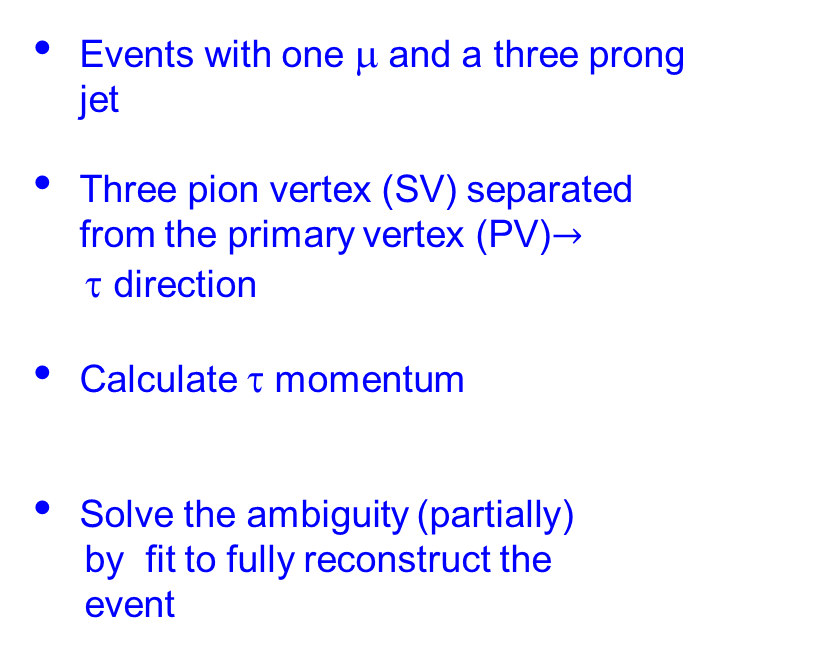 • Events with one μ and a three prong
jet
• Three pion vertex (SV) separated
from the primary vertex (PV)→
τ direction
• Calculate τ momentum
• Solve the ambiguity (partially)
by fit to fully reconstruct the
event